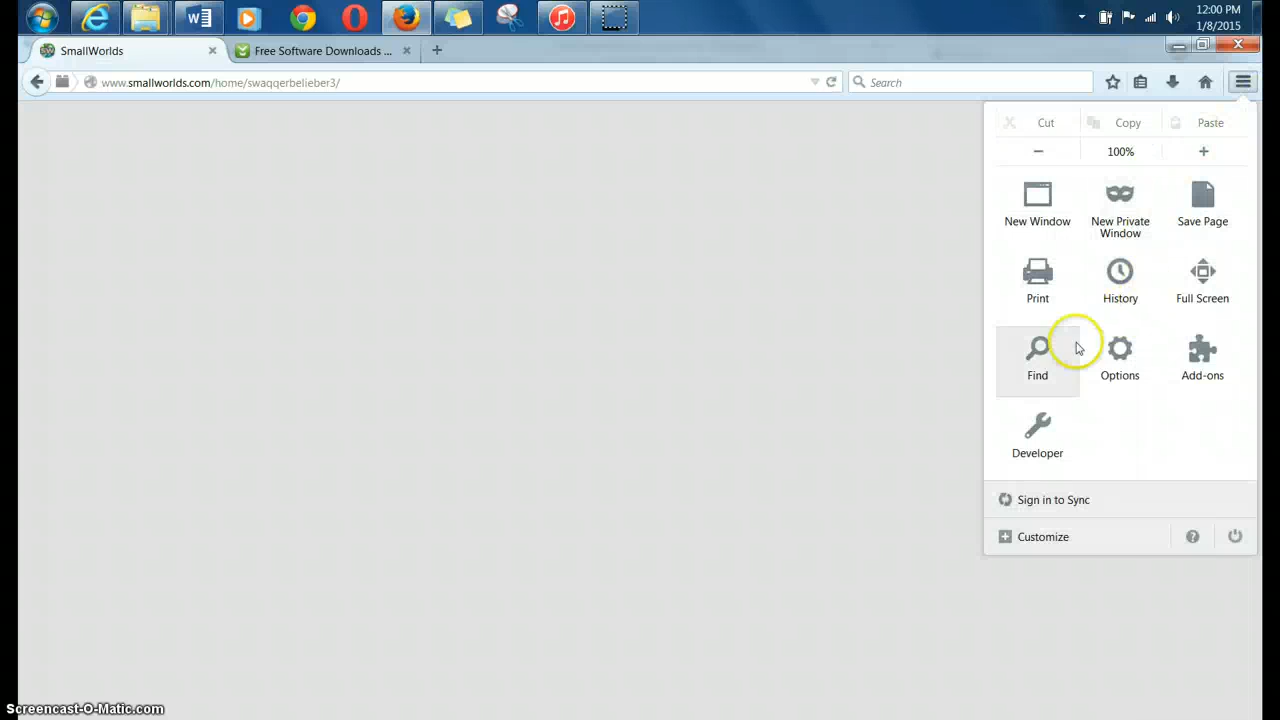 12:00 PM
1/8/2015
SmallWorlds
Free Software Downloads ...
www.smallworlds.com/home/swaqqerbelieber3/
Search
Cut Copy Paste
100%
New Window New Private Window Save Page
Print History Full Screen
Find Options Add-ons
Developer
Sign in to Sync
Customize
Screencast-O-Matic.com